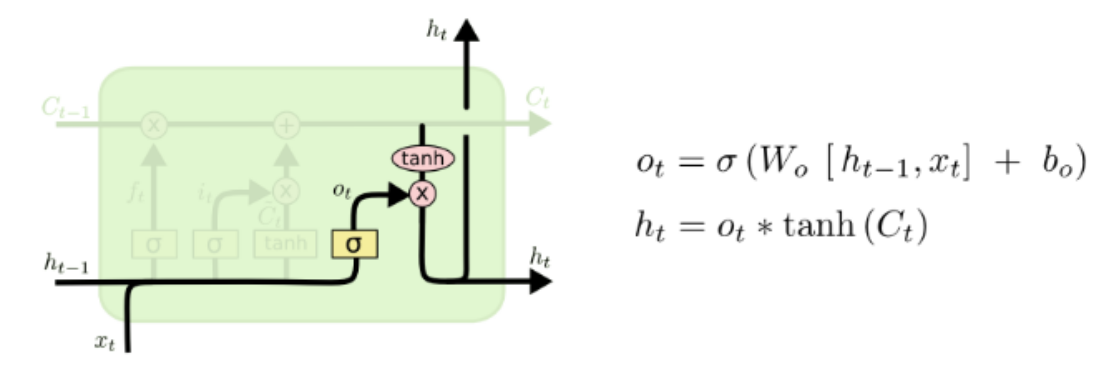 h_t
C_{t-1}
C_t
x
+
tanh
o_t = σ (W_o [h_{t-1}, x_t] + b_o)
f_t
i_t
x
o_t
x
h_t = o_t * tanh (C_t)
C̃_t
σ
σ
tanh
σ
h_{t-1}
h_t
x_t